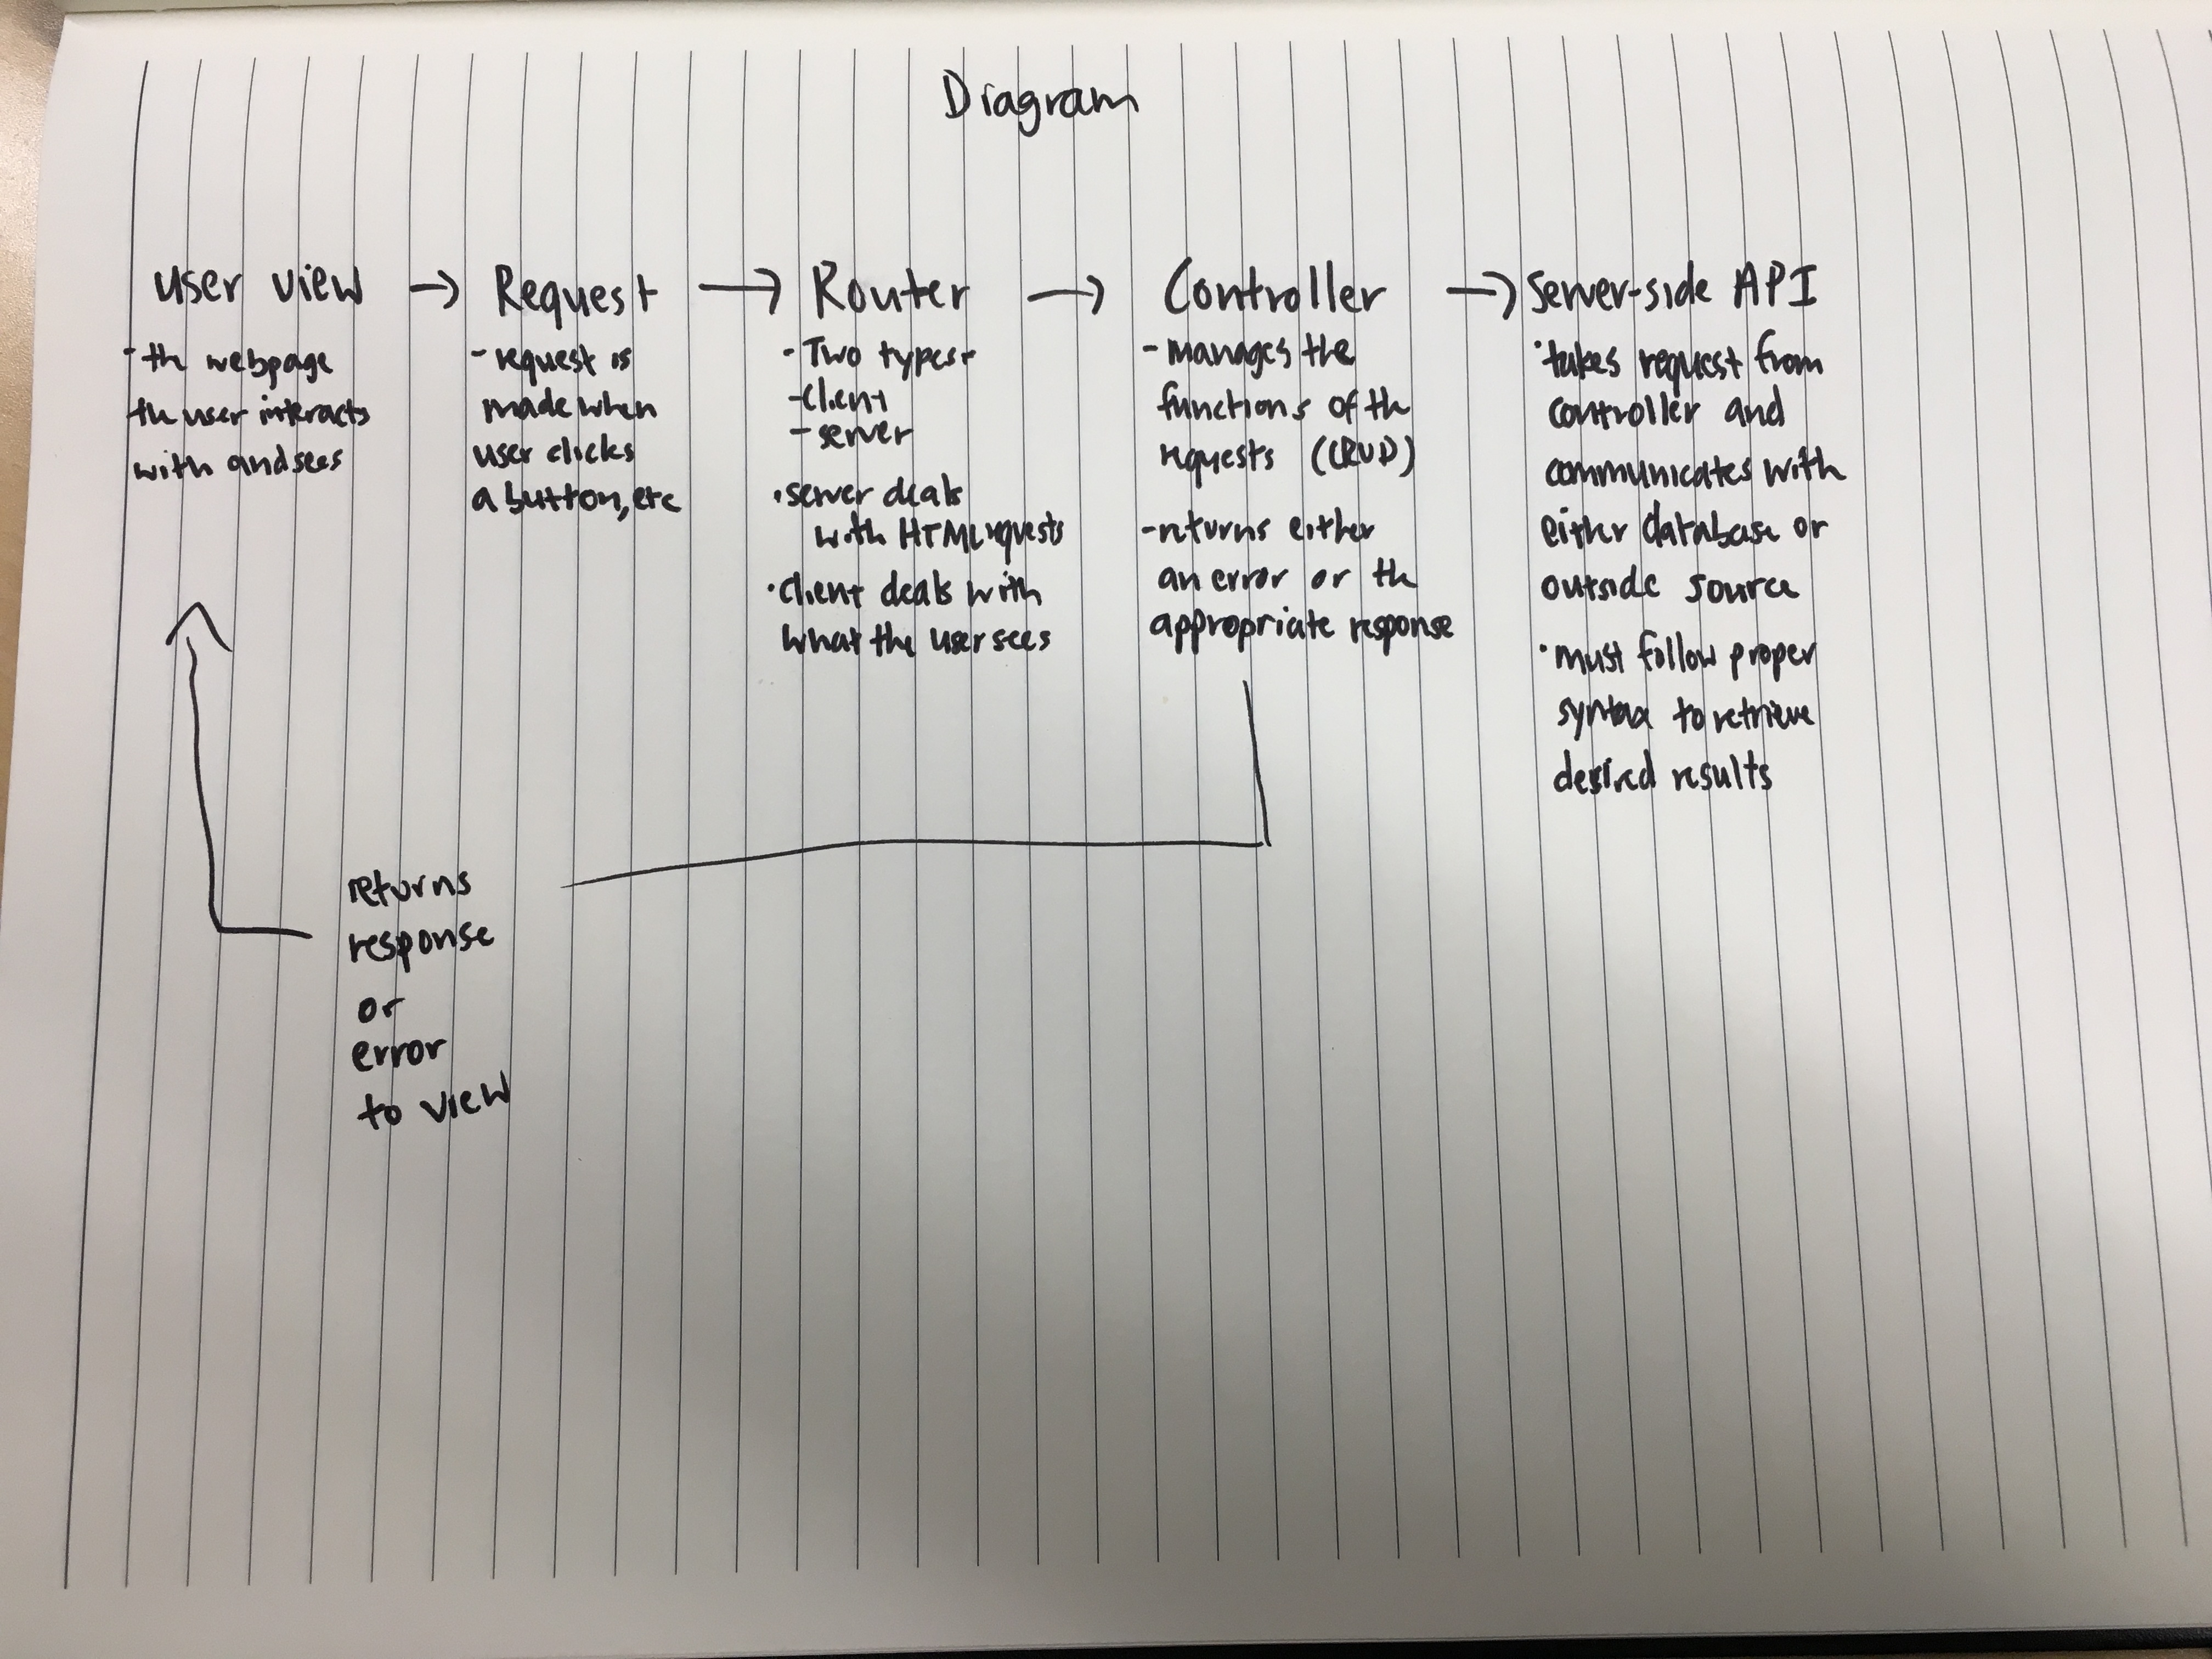 Diagram
User View → Request → Router → Controller → Server-side API
· the webpage
the user interacts
with and sees
- request is
made when
user clicks
a button, etc
· Two types:
- client
- server
· server deals
with HTML requests
· client deals with
what the user sees
- manages the
functions of the
requests (CRUD)
- returns either
an error or the
appropriate response
· takes request from
controller and
communicates with
either database or
outside source
· must follow proper
syntax to retrieve
desired results
returns
response
or
error
to view